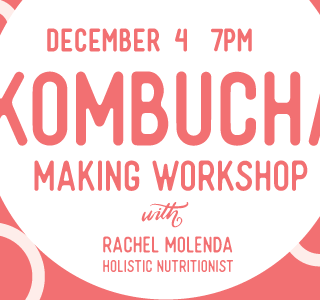 DECEMBER 4 7PM
KOMBUCHA
MAKING WORKSHOP
with
RACHEL MOLENDA
HOLISTIC NUTRITIONIST